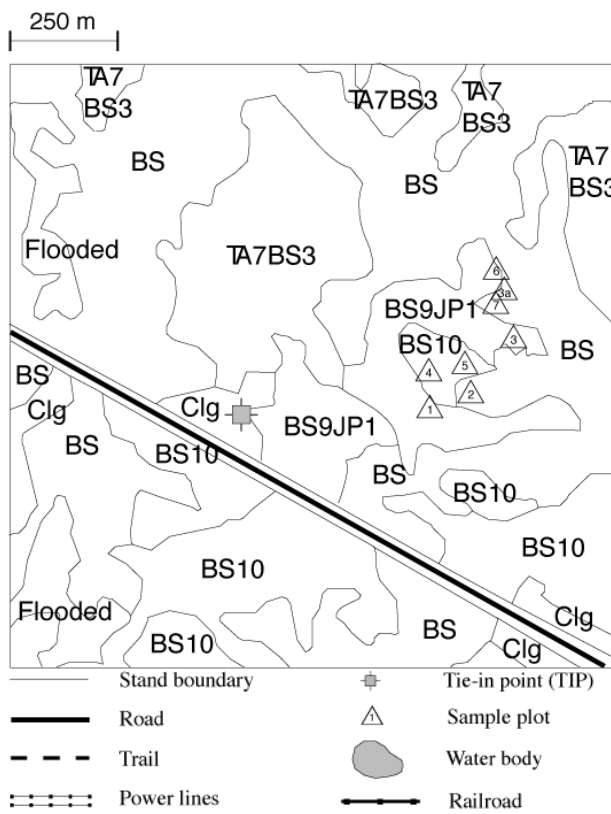 250 m
TA7
BS3
TA7BS3
TA7
BS3
BS
BS
TA7
BS3
Flooded
TA7BS3
6
3a
7
BS9JP1
3
BS10
BS
5
4
BS
2
Clg
Clg
1
BS9JP1
BS
BS10
BS
BS10
BS10
BS10
Flooded
Clg
BS
BS10
Clg
Stand boundary
Tie-in point (TIP)
Road
1
Sample plot
Trail
Water body
Power lines
Railroad